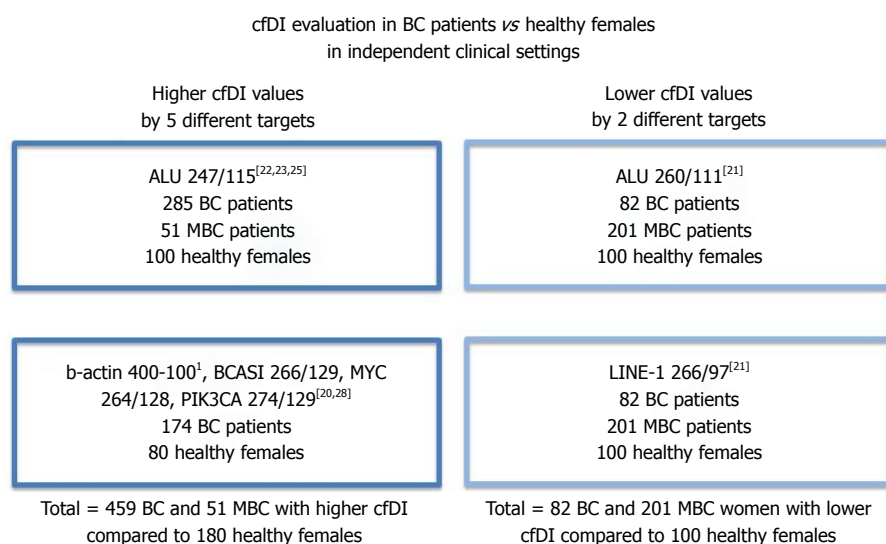 cfDI evaluation in BC patients vs healthy females
in independent clinical settings
Higher cfDI values
by 5 different targets
ALU 247/115[22,23,25]
285 BC patients
51 MBC patients
100 healthy females
b-actin 400-100¹, BCASI 266/129, MYC
264/128, PIK3CA 274/129[20,28]
174 BC patients
80 healthy females
Total = 459 BC and 51 MBC with higher cfDI
compared to 180 healthy females
Lower cfDI values
by 2 different targets
ALU 260/111[21]
82 BC patients
201 MBC patients
100 healthy females
LINE-1 266/97[21]
82 BC patients
201 MBC patients
100 healthy females
Total = 82 BC and 201 MBC women with lower
cfDI compared to 100 healthy females